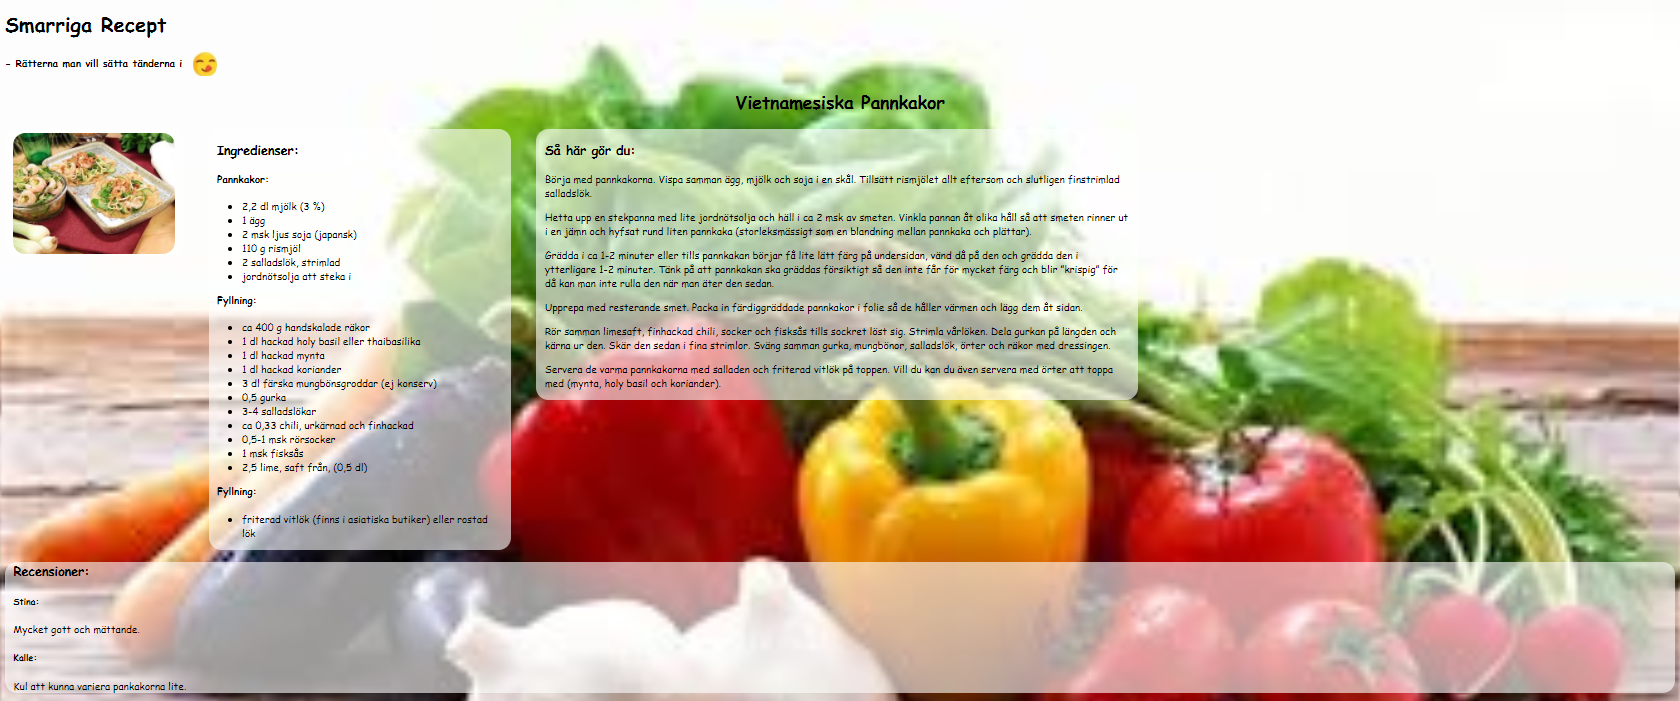 Smarriga Recept
- Rätterna man vill sätta tänderna i
Vietnamesiska Pannkakor
Ingredienser:
Pannkakor:
2,2 dl mjölk (3 %)
1 ägg
2 msk ljus soja (japansk)
110 g rismjöl
2 salladslök, strimlad
jordnötsolja att steka i
Fyllning:
ca 400 g handskalade räkor
1 dl hackad holy basil eller thaibasilika
1 dl hackad mynta
1 dl hackad koriander
3 dl färska mungbönsgroddar (ej konserv)
0,5 gurka
3-4 salladslökar
ca 0,33 chili, urkärnad och finhackad
0,5-1 msk rörsocker
1 msk fisksås
2,5 lime, saft från, (0,5 dl)
Fyllning:
friterad vitlök (finns i asiatiska butiker) eller rostad
lök
Så här gör du:
Börja med pannkakorna. Vispa samman ägg, mjölk och soja i en skål. Tillsätt rismjölet allt eftersom och slutligen finstrimlad
salladslök.
Hetta upp en stekpanna med lite jordnötsolja och häll i ca 2 msk av smeten. Vinkla pannan åt olika håll så att smeten rinner ut
i en jämn och hyfsat rund liten pannkaka (storleksmässigt som en blandning mellan pannkaka och plättar).
Grädda i ca 1-2 minuter eller tills pannkakan börjar få lite lätt färg på undersidan, vänd då på den och grädda den i
ytterligare 1-2 minuter. Tänk på att pannkakan ska gräddas försiktigt så den inte får för mycket färg och blir "krispig" för
då kan man inte rulla den när man äter den sedan.
Upprepa med resterande smet. Packa in färdiggräddade pannkakor i folie så de håller värmen och lägg dem åt sidan.
Rör samman limesaft, finhackad chili, socker och fisksås tills sockret löst sig. Strimla vårlöken. Dela gurkan på längden och
kärna ur den. Skär den sedan i fina strimlor. Sväng samman gurka, mungbönor, salladslök, örter och räkor med dressingen.
Servera de varma pannkakorna med salladen och friterad vitlök på toppen. Vill du kan du även servera med örter att toppa
med (mynta, holy basil och koriander).
Recensioner:
Stina:
Mycket gott och mättande.
Kalle:
Kul att kunna variera pankakorna lite.